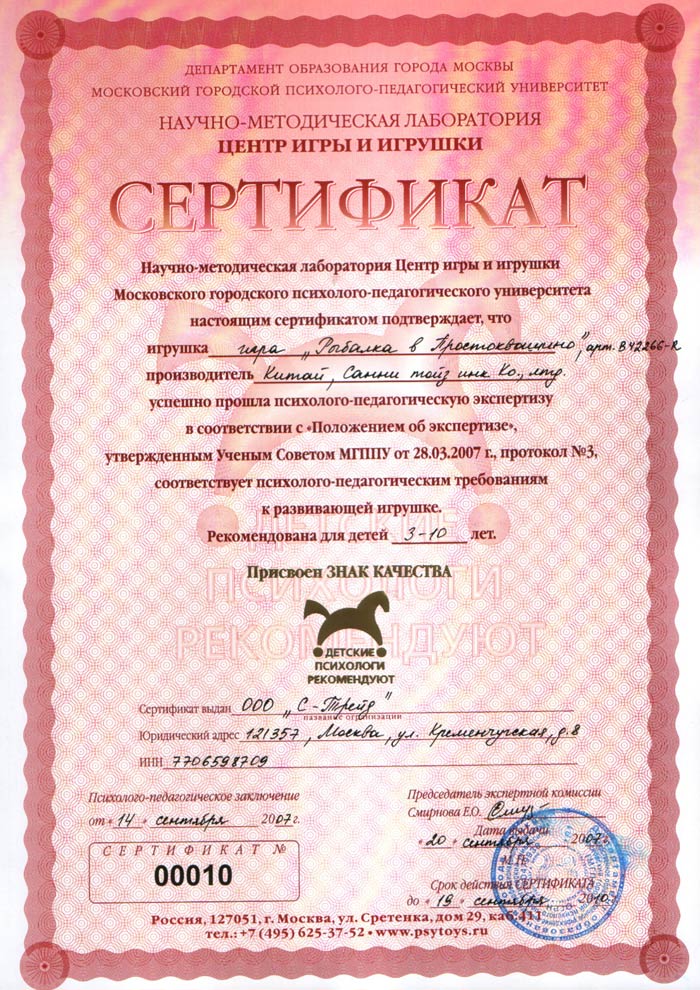 ДЕПАРТАМЕНТ ОБРАЗОВАНИЯ ГОРОДА МОСКВЫ
МОСКОВСКИЙ ГОРОДСКОЙ ПСИХОЛОГО-ПЕДАГОГИЧЕСКИЙ УНИВЕРСИТЕТ
НАУЧНО-МЕТОДИЧЕСКАЯ ЛАБОРАТОРИЯ
ЦЕНТР ИГРЫ И ИГРУШКИ
СЕРТИФИКАТ
Научно-методическая лаборатория Центр игры и игрушки
Московского городского психолого-педагогического университета
настоящим сертификатом подтверждает, что
игрушка игра „Рыбалка в Простоквашино", арт. B42266-R
производитель Китай, Санни тойз инк Ко., лтд.
успешно прошла психолого-педагогическую экспертизу
в соответствии с «Положением об экспертизе»,
утвержденным Ученым Советом МГППУ от 28.03.2007 г., протокол №3,
соответствует психолого-педагогическим требованиям
к развивающей игрушке.
Рекомендована для детей 3-10 лет.
Присвоен ЗНАК КАЧЕСТВА
ДЕТСКИЕ
ПСИХОЛОГИ
РЕКОМЕНДУЮТ
ДЕТСКИЕ
ПСИХОЛОГИ
РЕКОМЕНДУЮТ
Сертификат выдан ООО „С-Трейд"
название организации
Юридический адрес 121357, Москва, ул. Кременчугская, д.8
ИНН 7706598709
Психолого-педагогическое заключение
от «14» сентября 2007г.
СЕРТИФИКАТ №
00010
Председатель экспертной комиссии
Смирнова Е.О.
Дата выдачи
«20» сентября 2007
М.П.
Срок действия СЕРТИФИКАТА
до «19» сентября 2010
Россия, 127051, г. Москва, ул. Сретенка, дом 29, каб.411
тел.: +7 (495) 625-37-52 • www.psytoys.ru